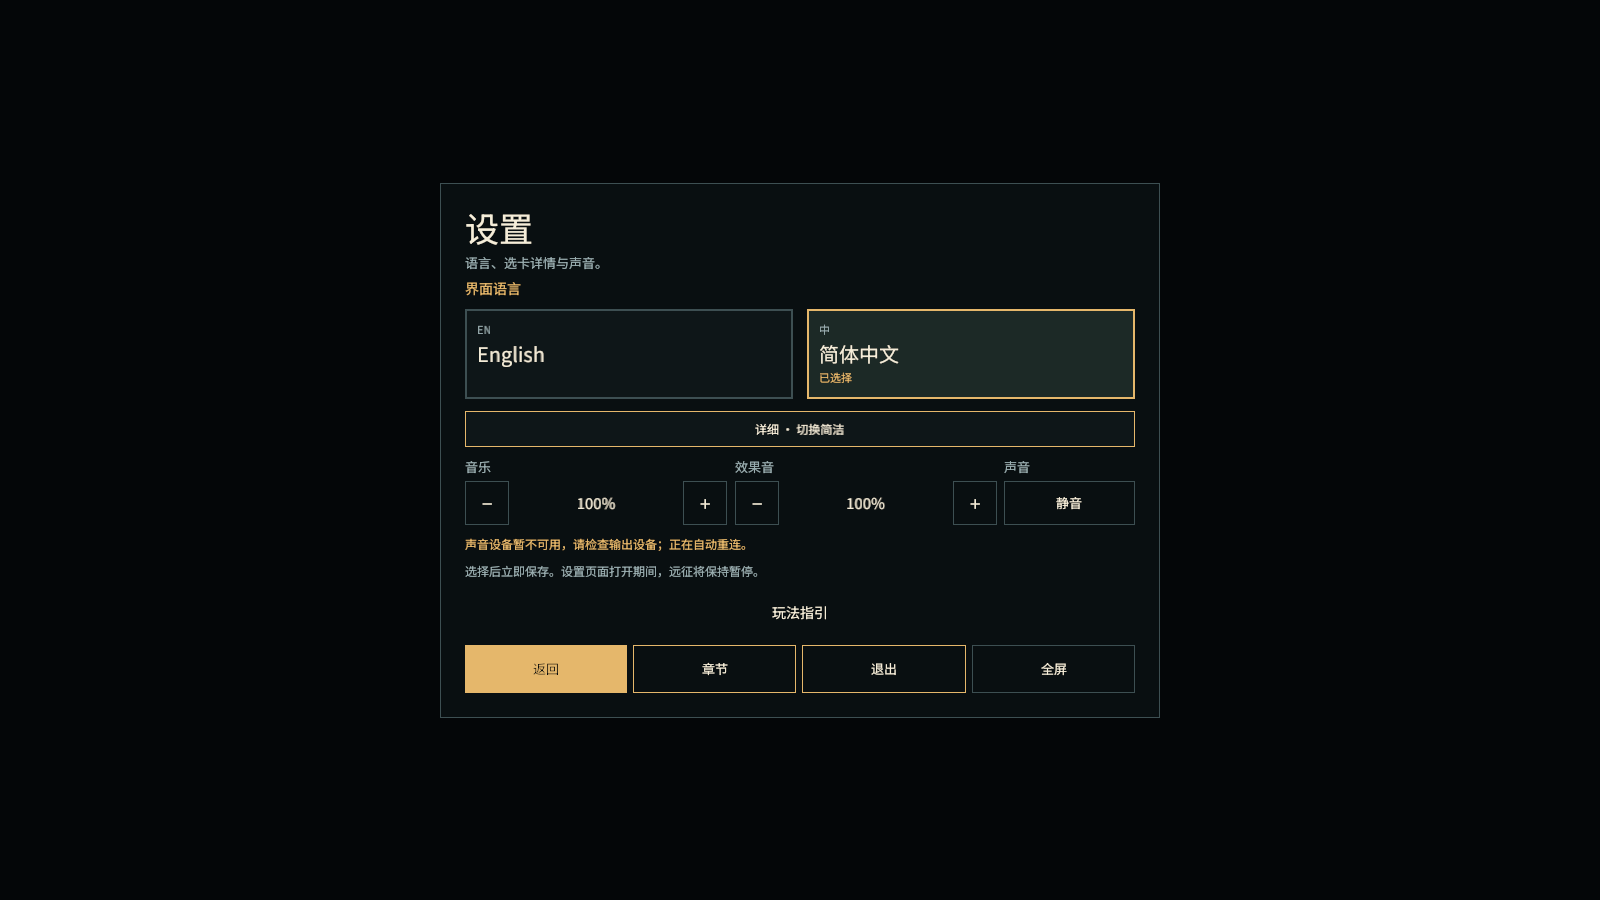 设置
语言、选卡详情与声音。
界面语言
EN
English
中
简体中文
已选择
详细 · 切换简洁
音乐
效果音
声音
− 100% + − 100% + 静音
声音设备暂不可用，请检查输出设备；正在自动重连。
选择后立即保存。设置页面打开期间，远征将保持暂停。
玩法指引
返回 章节 退出 全屏